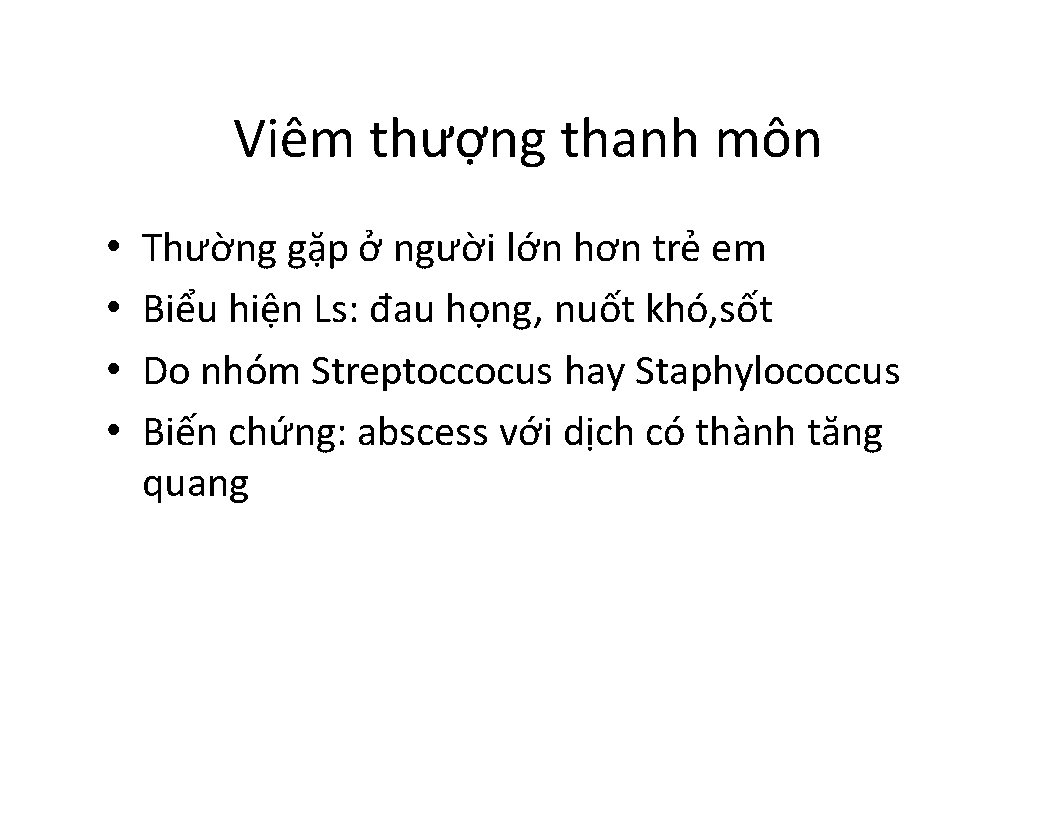 Viêm thượng thanh môn
• Thường gặp ở người lớn hơn trẻ em
• Biểu hiện Ls: đau họng, nuốt khó,sốt
• Do nhóm Streptoccocus hay Staphylococcus
• Biến chứng: abscess với dịch có thành tăng
quang